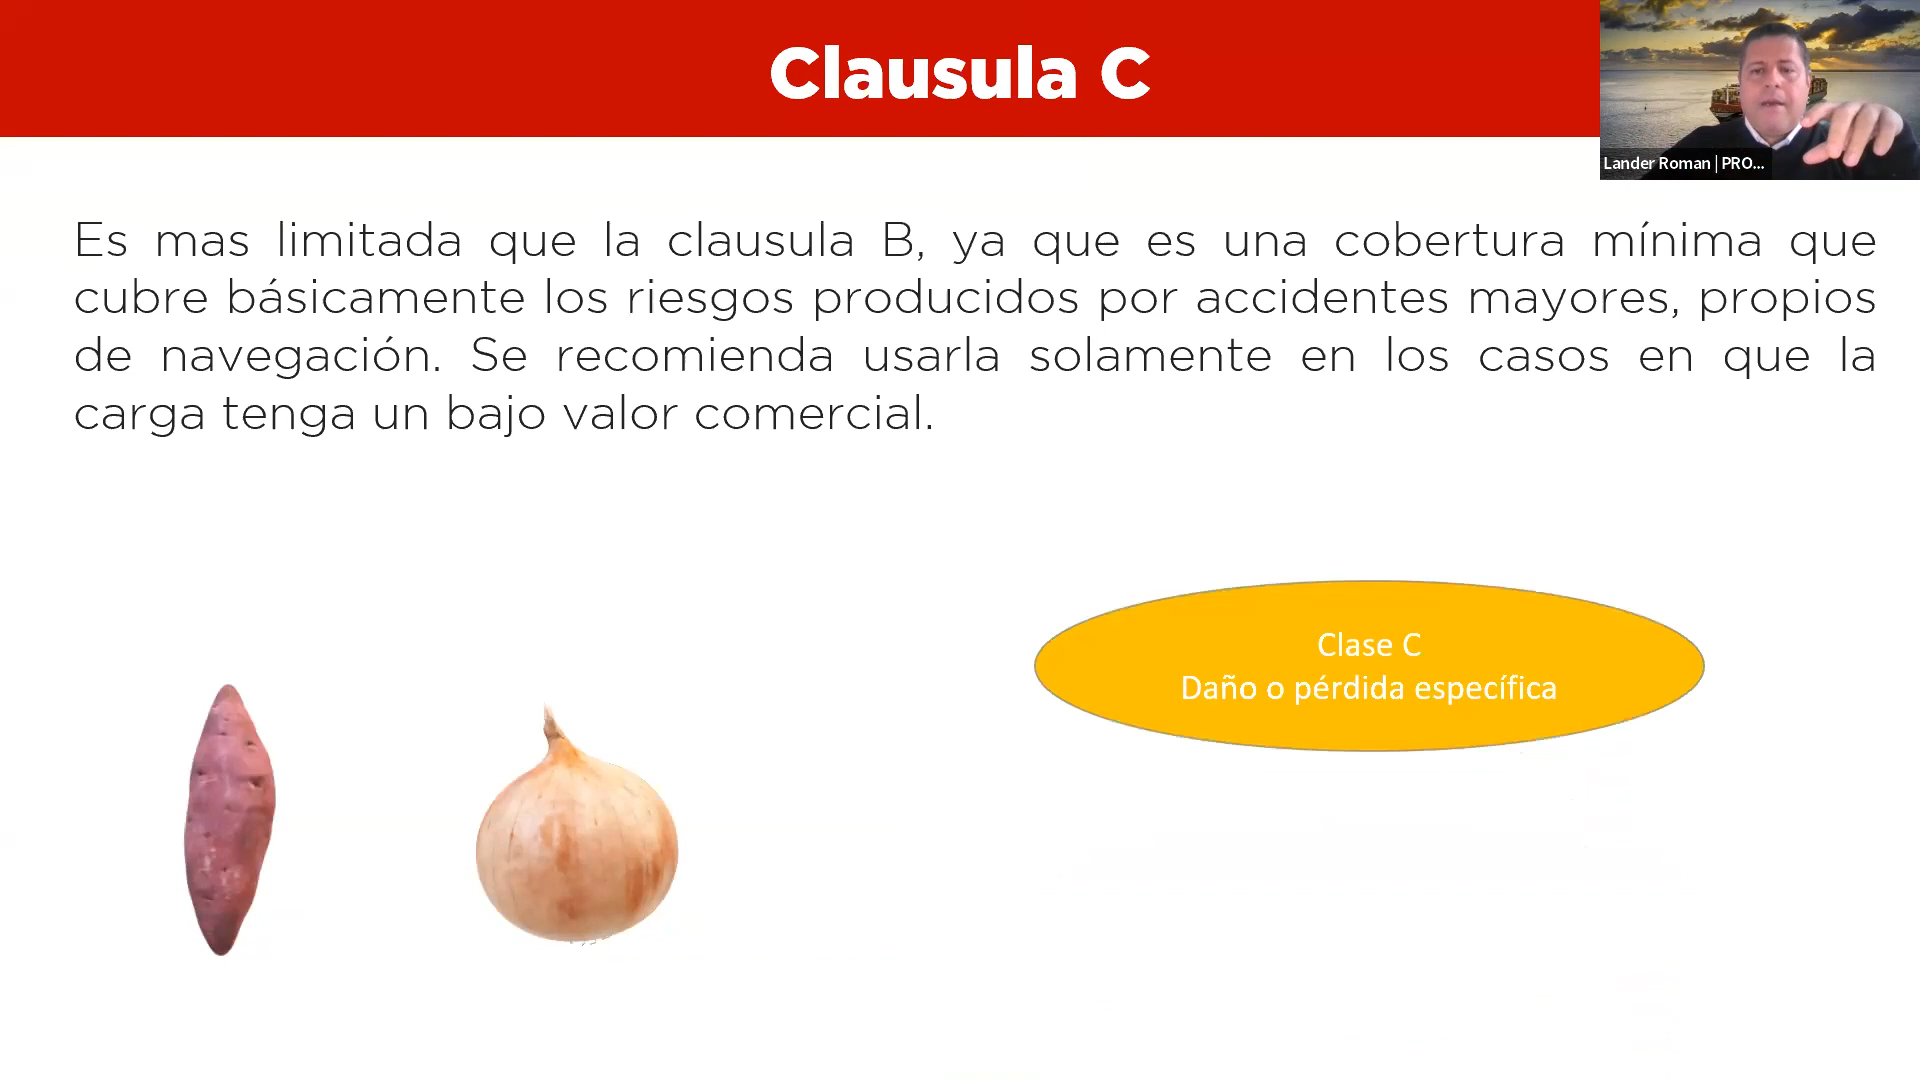 Clausula C
Lander Roman | PRO...
Es mas limitada que la clausula B, ya que es una cobertura mínima que
cubre básicamente los riesgos producidos por accidentes mayores, propios
de navegación. Se recomienda usarla solamente en los casos en que la
carga tenga un bajo valor comercial.
Clase C
Daño o pérdida específica